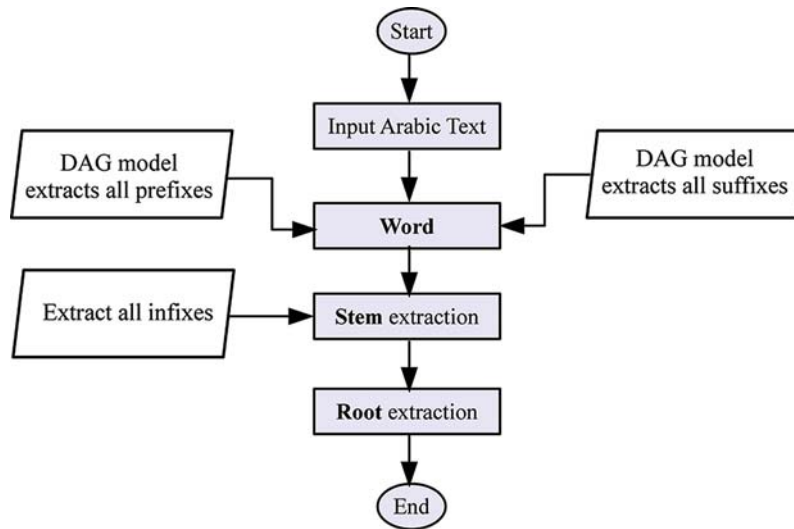 Start
Input Arabic Text
DAG model
extracts all prefixes
DAG model
extracts all suffixes
Word
Extract all infixes
Stem extraction
Root extraction
End